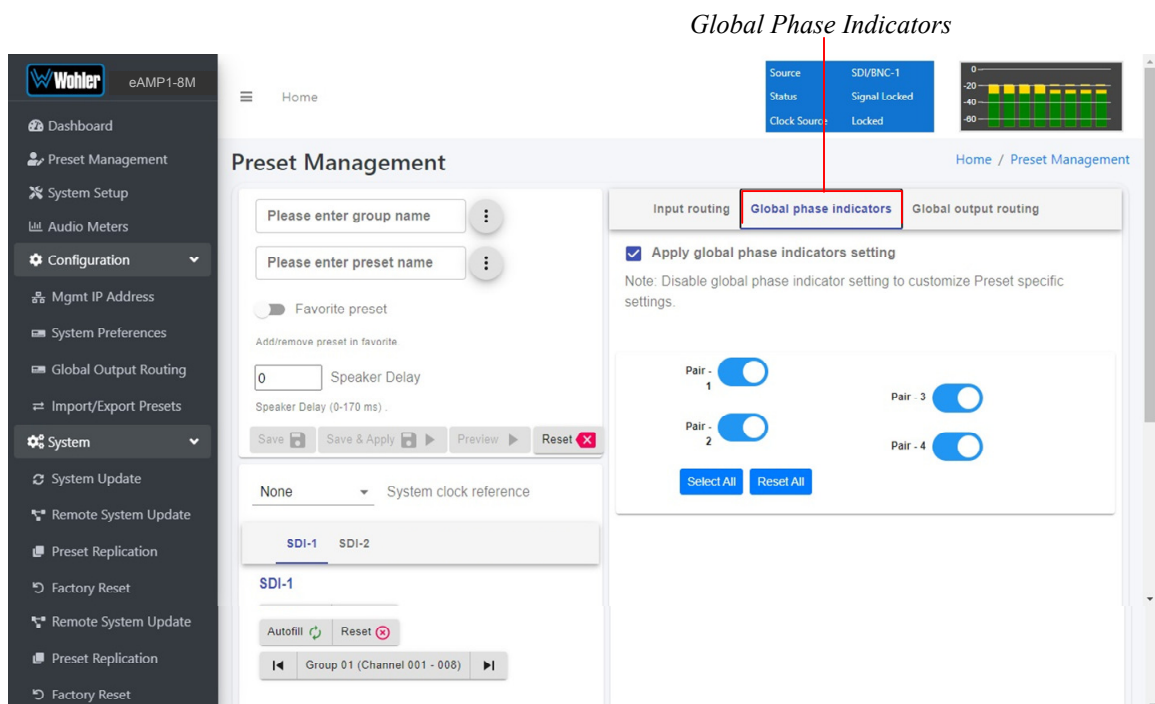 Global Phase Indicators
Wohler
eAMP1-8M
Dashboard
Preset Management
System Setup
Audio Meters
Configuration
Mgmt IP Address
System Preferences
Global Output Routing
Import/Export Presets
System
System Update
Remote System Update
Preset Replication
Factory Reset
Remote System Update
Preset Replication
Factory Reset
Home
Source SDI/BNC-1
Status Signal Locked
Clock Source Locked
0
-20
-40
-60
Preset Management
Home / Preset Management
Please enter group name
Please enter preset name
Favorite preset
Add/remove preset in favorite
0 Speaker Delay
Speaker Delay (0-170 ms) .
Save Save & Apply Preview Reset
None System clock reference
SDI-1 SDI-2
SDI-1
Autofill Reset
Group 01 (Channel 001 - 008)
Input routing Global phase indicators Global output routing
Apply global phase indicators setting
Note: Disable global phase indicator setting to customize Preset specific
settings.
Pair -
1
Pair -
2
Pair - 3
Pair - 4
Select All Reset All